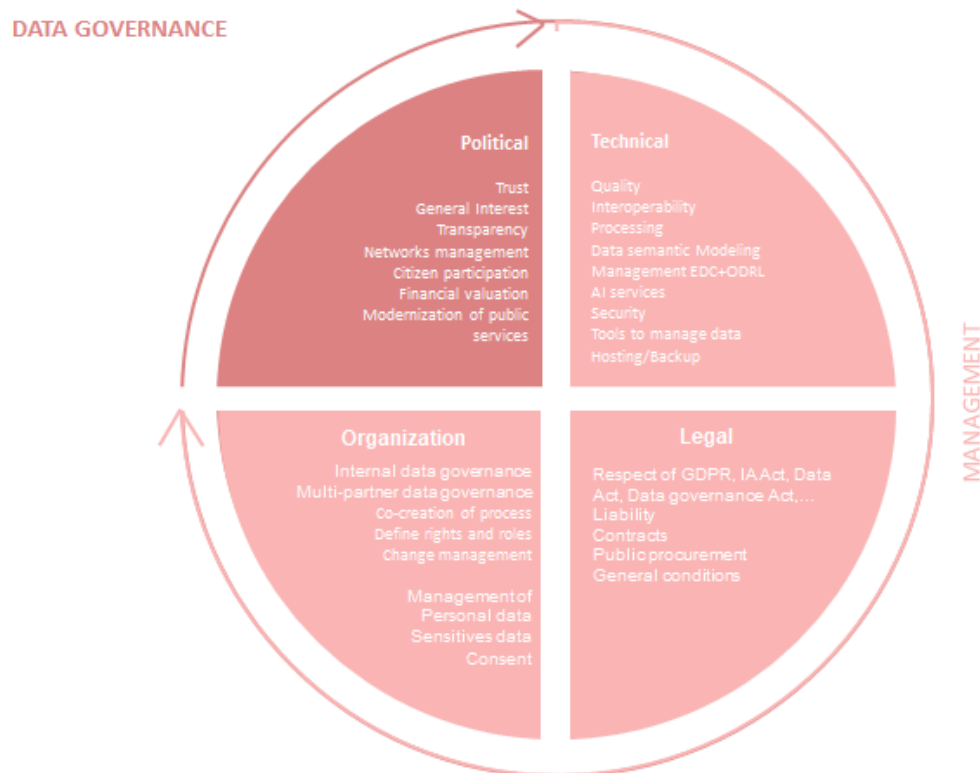 DATA GOVERNANCE
Political
Trust
General Interest
Transparency
Networks management
Citizen participation
Financial valuation
Modernization of public
services
Technical
Quality
Interoperability
Processing
Data semantic Modeling
Management EDC+ODRL
AI services
Security
Tools to manage data
Hosting/Backup
MANAGEMENT
Organization
Internal data governance
Multi-partner data governance
Co-creation of process
Define rights and roles
Change management
Management of
Personal data
Sensitives data
Consent
Legal
Respect of GDPR, IA Act, Data
Act, Data governance Act,...
Liability
Contracts
Public procurement
General conditions